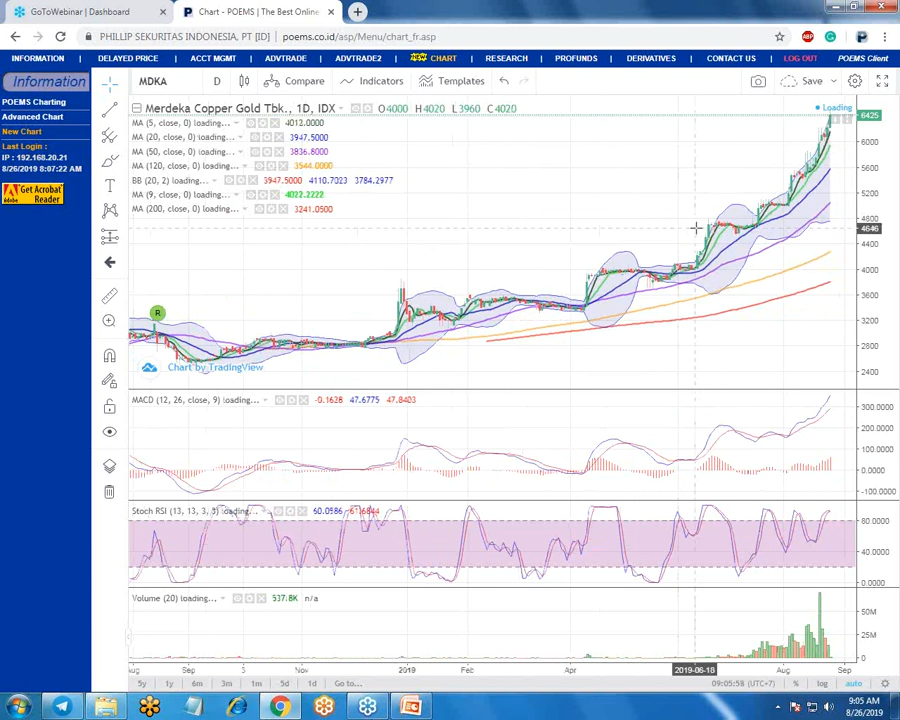 GoToWebinar | Dashboard
Chart - POEMS | The Best Online
PHILLIP SEKURITAS INDONESIA, PT [ID] | poems.co.id/asp/Menu/chart_fr.asp
INFORMATION DELAYED PRICE ACCT MGMT ADVTRADE ADVTRADE2 NEW CHART RESEARCH PROFUNDS DERIVATIVES CONTACT US LOG OUT POEMS Client
Information
POEMS Charting
Advanced Chart
New Chart
Last Login :
IP : 192.168.20.21
8/26/2019 8:07:22 AM
Get Acrobat
Adobe Reader
MDKA D Compare Indicators Templates Save
Merdeka Copper Gold Tbk., 1D, IDX O4000 H4020 L3960 C4020
Loading
MA (5, close, 0) loading... 4012.0000
MA (20, close, 0) loading... 3947.5000
MA (50, close, 0) loading... 3836.8000
MA (120, close, 0) loading... 3544.0000
BB (20, 2) loading... 3947.5000 4110.7023 3784.2977
MA (9, close, 0) loading... 4022.2222
MA (200, close, 0) loading... 3241.0500
6425
6000
5600
5200
4800
4646
4400
4000
3600
3200
2800
2400
R
Chart by TradingView
MACD (12, 26, close, 9) loading... -0.1628 47.6775 47.8403
300.0000
200.0000
100.0000
0.0000
-100.0000
Stoch RSI (13, 13, 3, 3) loading...
80.0000
40.0000
0.0000
Volume (20) loading... 537.8K n/a
50M
25M
0
Aug Sep Nov 2019 Feb Apr 2019-06-18 Aug Sep
5y 1y 6m 3m 1m 5d 1d Go to... 09:05:58 (UTC+7) % log auto
9:05 AM
8/26/2019